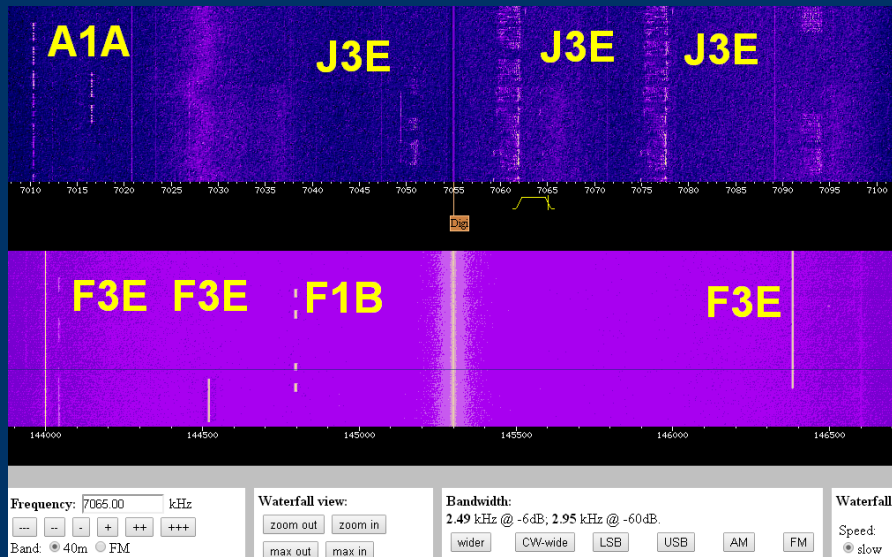 A1A J3E J3E J3E
7010 7015 7020 7025 7030 7035 7040 7045 7050 7055 7060 7065 7070 7075 7080 7085 7090 7095 7100
Digi
F3E F3E F1B F3E
144000 144500 145000 145500 146000 146500
Frequency: 7065.00 kHz
--- -- - + ++ +++
Band: 40m FM
Waterfall view:
zoom out zoom in
max out max in
Bandwidth:
2.49 kHz @ -6dB; 2.95 kHz @ -60dB.
wider CW-wide LSB USB AM FM
Waterfall
Speed:
slow